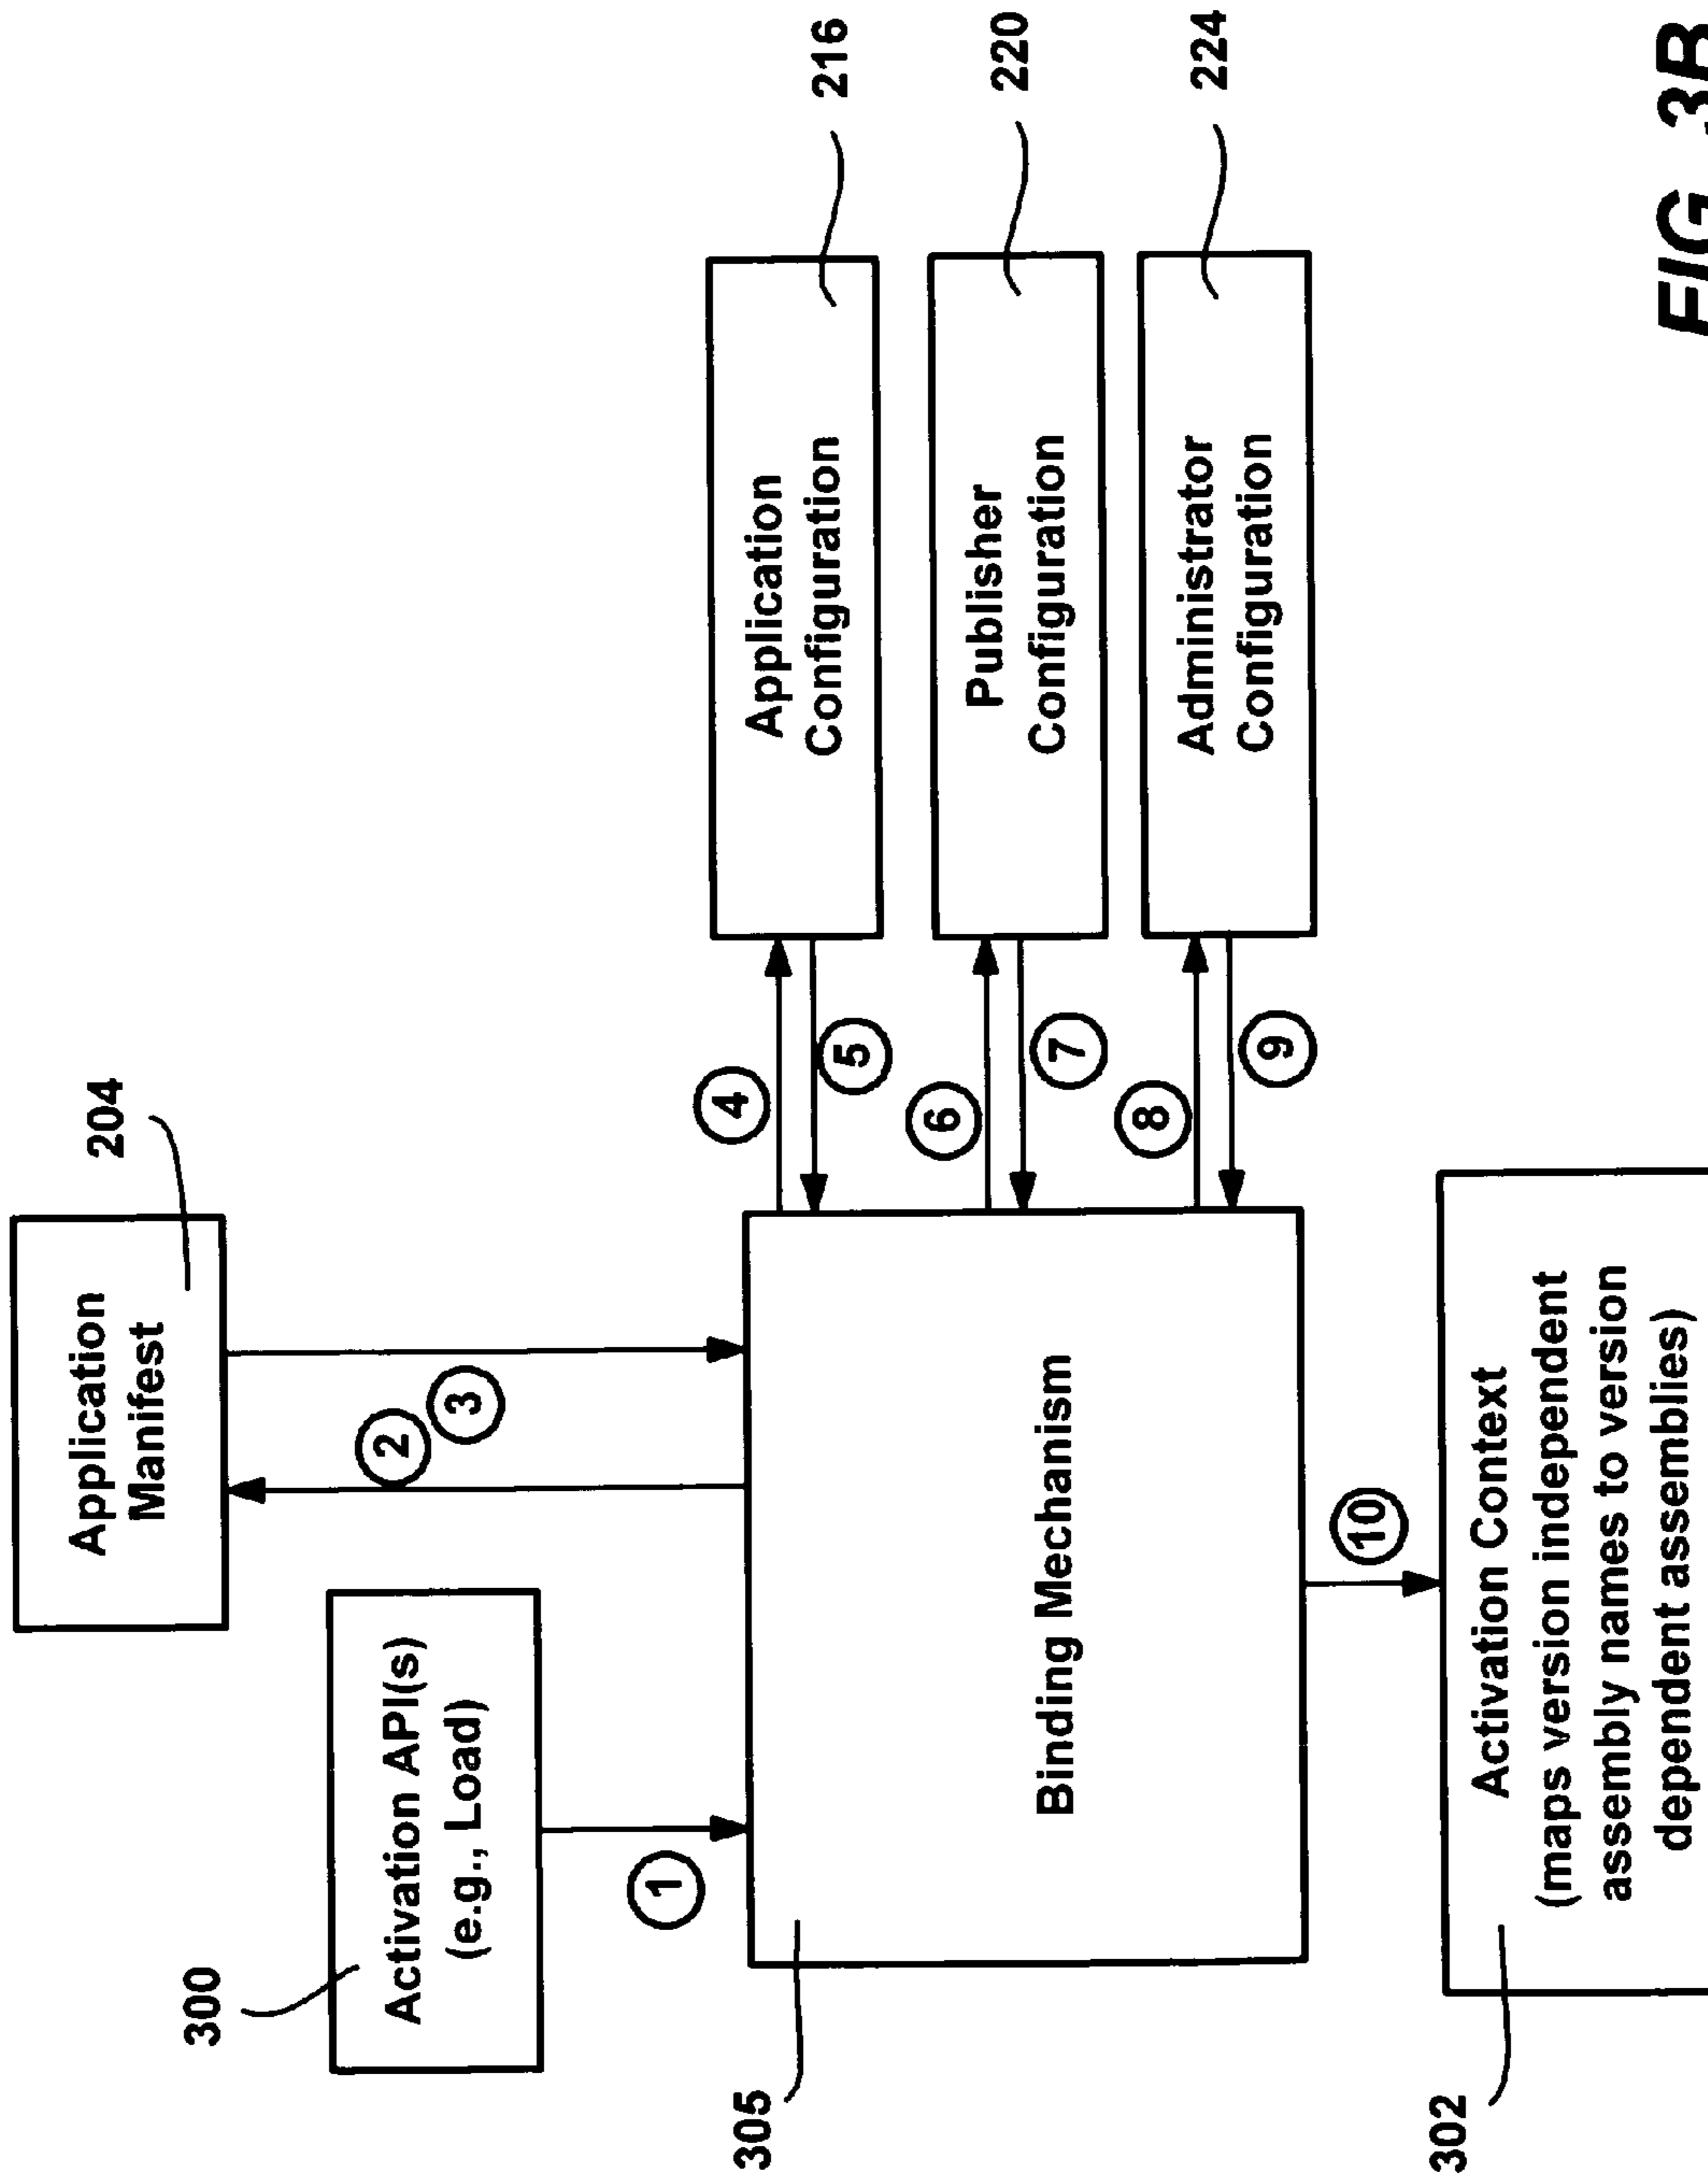 204
Application
Manifest
300
Activation API(s)
(e.g., Load)
1
2
3
305
Binding Mechanism
4
5
6
7
8
9
Application
Configuration
216
Publisher
Configuration
220
Administrator
Configuration
224
10
302
Activation Context
(maps version independent
assembly names to version
dependent assemblies)
FIG. 3B